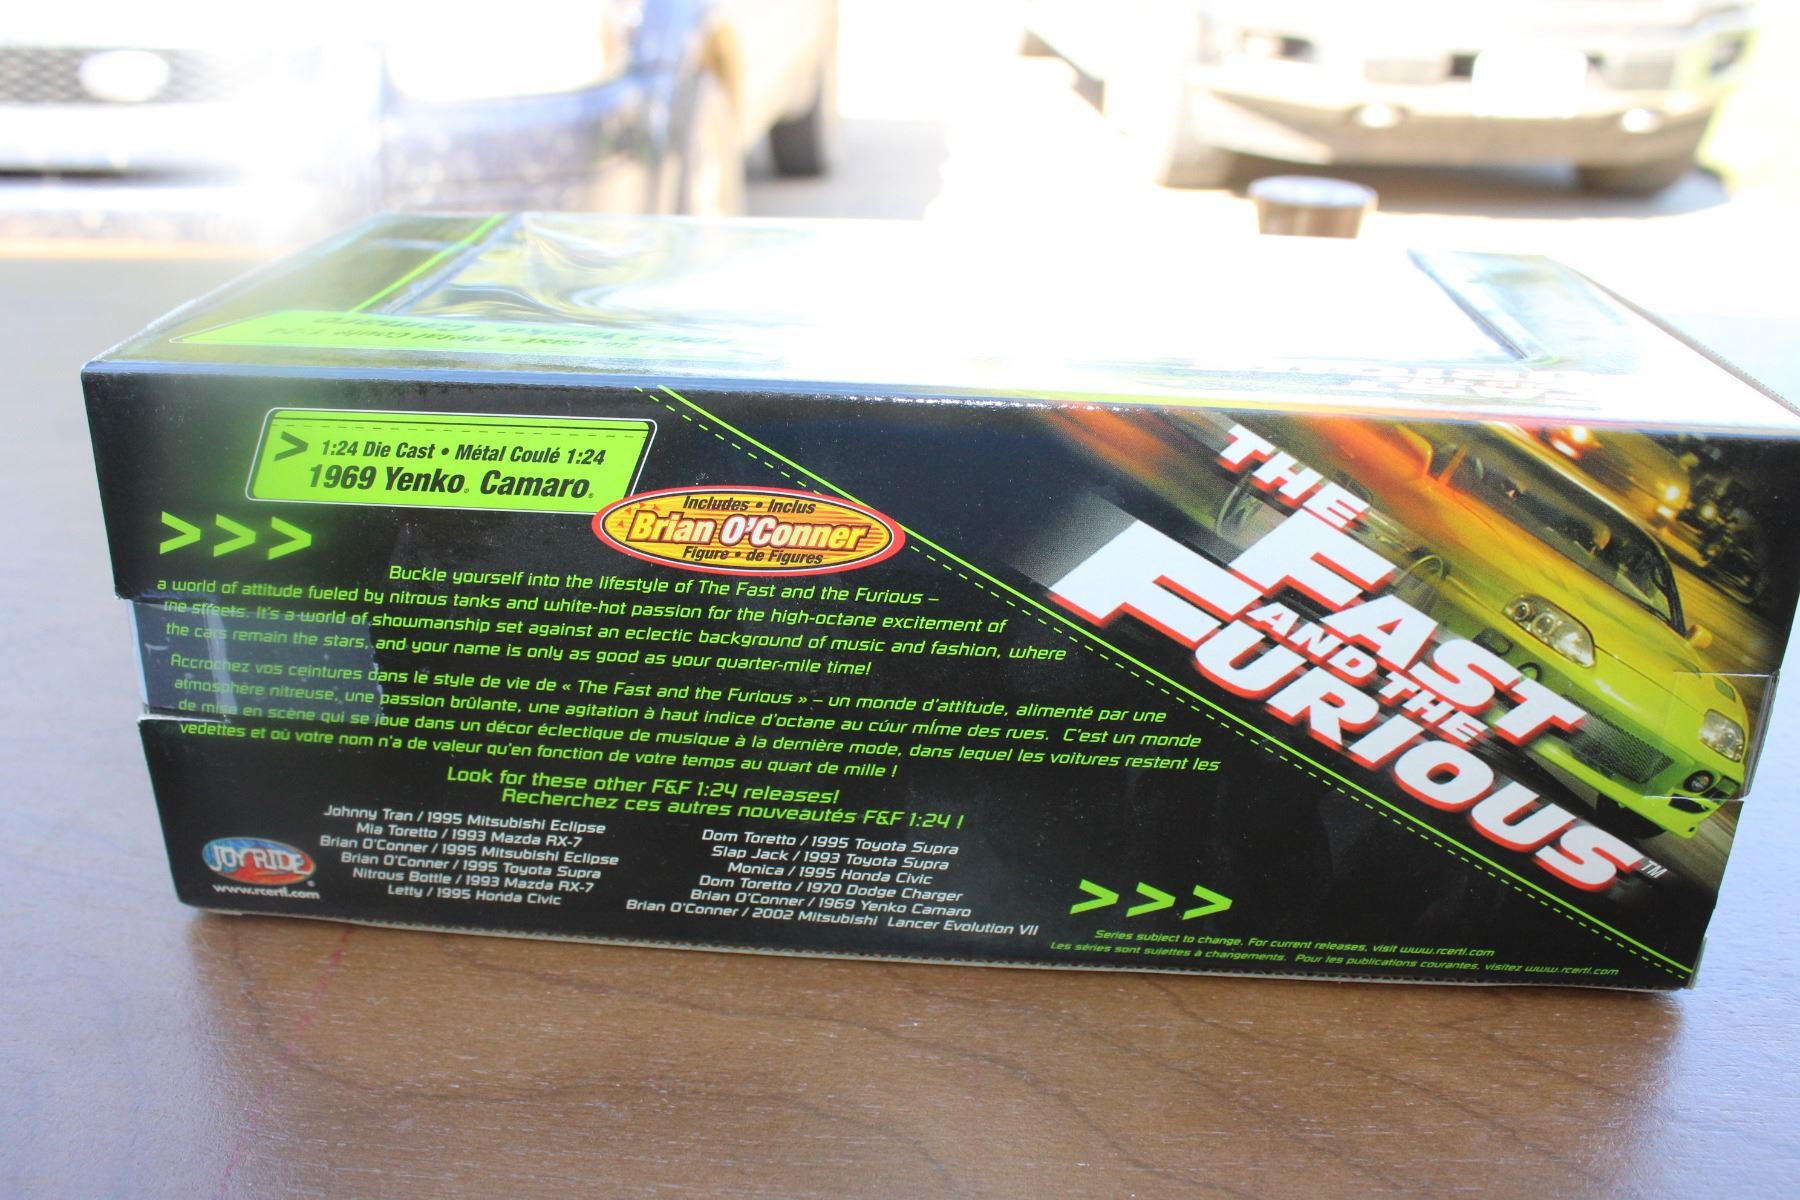 > 1:24 Die Cast • Métal Coulé 1:24
1969 Yenko® Camaro®
>>>
Includes • Inclus
Brian O'Conner
Figure • de Figures
Buckle yourself into the lifestyle of The Fast and the Furious –
a world of attitude fueled by nitrous tanks and white-hot passion for the high-octane excitement of
the streets. It's a world of showmanship set against an eclectic background of music and fashion, where
the cars remain the stars, and your name is only as good as your quarter-mile time!
Accrochez vos ceintures dans le style de vie de « The Fast and the Furious » – un monde d'attitude, alimenté par une
atmosphère nitreuse, une passion brûlante, une agitation à haut indice d'octane au cúur mÍme des rues. C'est un monde
de mise en scène qui se joue dans un décor éclectique de musique à la dernière mode, dans lequel les voitures restent les
vedettes et où votre nom n'a de valeur qu'en fonction de votre temps au quart de mille !
Look for these other F&F 1:24 releases!
Recherchez ces autres nouveautés F&F 1:24 !
Johnny Tran / 1995 Mitsubishi Eclipse
Mia Toretto / 1993 Mazda RX-7
Brian O'Conner / 1995 Mitsubishi Eclipse
Brian O'Conner / 1995 Toyota Supra
Nitrous Bottle / 1993 Mazda RX-7
Letty / 1995 Honda Civic
Dom Toretto / 1995 Toyota Supra
Slap Jack / 1993 Toyota Supra
Monica / 1995 Honda Civic
Dom Toretto / 1970 Dodge Charger
Brian O'Conner / 1969 Yenko Camaro
Brian O'Conner / 2002 Mitsubishi Lancer Evolution VII
JOY RIDE®
www.rcertl.com
>>>
Series subject to change. For current releases, visit www.rcertl.com
Les séries sont sujettes à changements. Pour les publications courantes, visitez www.rcertl.com
THE
FAST
AND THE
FURIOUS™